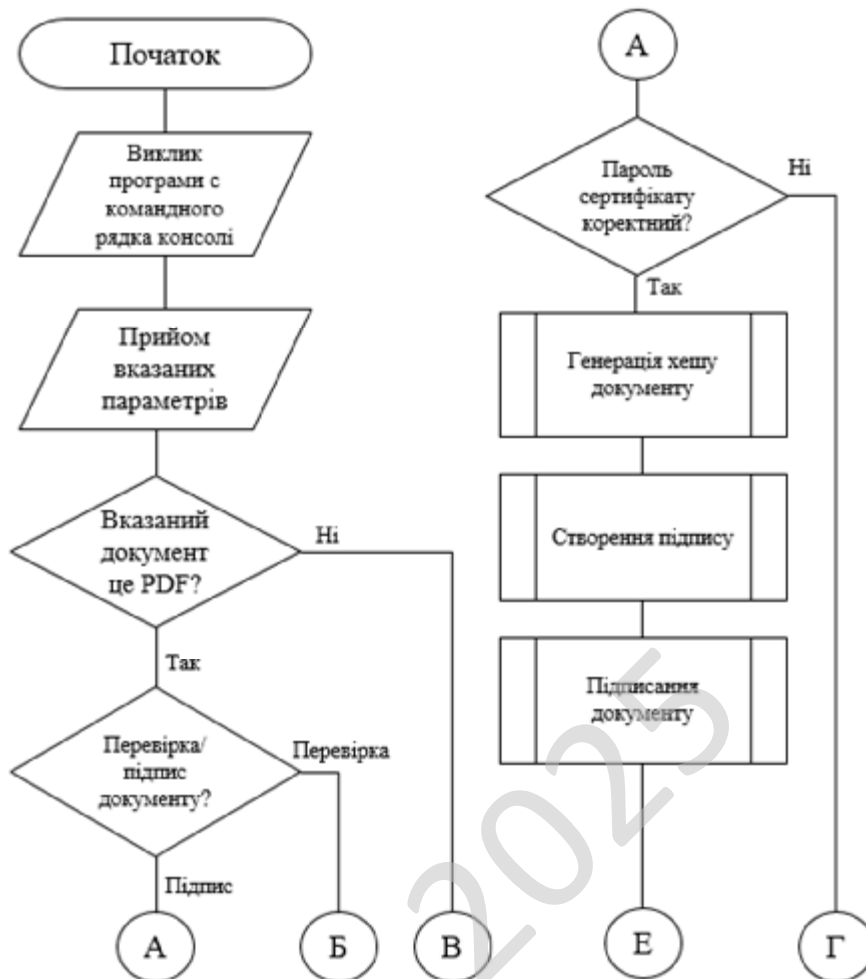 Початок
Виклик
програми с
командного
рядка консолі
Прийом
вказаних
параметрів
Вказаний
документ
це PDF?
Ні
Так
Перевірка/
підпис
документу?
Перевірка
Підпис
А
Б
В
А
Пароль
сертифікату
коректний?
Ні
Так
Генерація хешу
документу
Створення підпису
Підписання
документу
Е
Г
2025